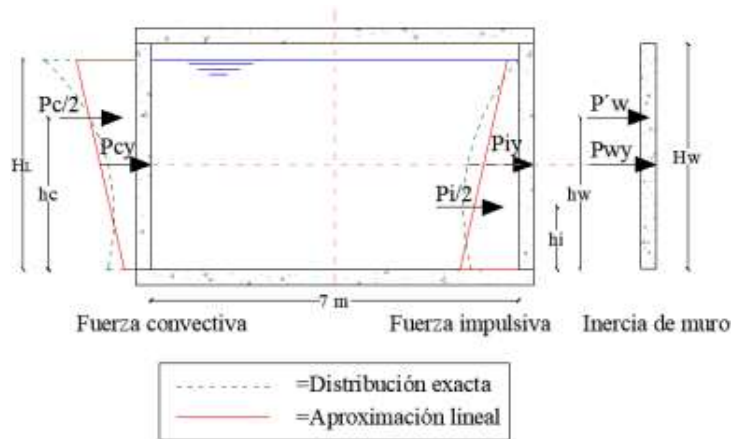 Pc/2
P´w
Pcy
Piy
Pwy
HL
hc
Pi/2
hi
hw
Hw
7 m
Fuerza convectiva
Fuerza impulsiva
Inercia de muro
=Distribución exacta
=Aproximación lineal